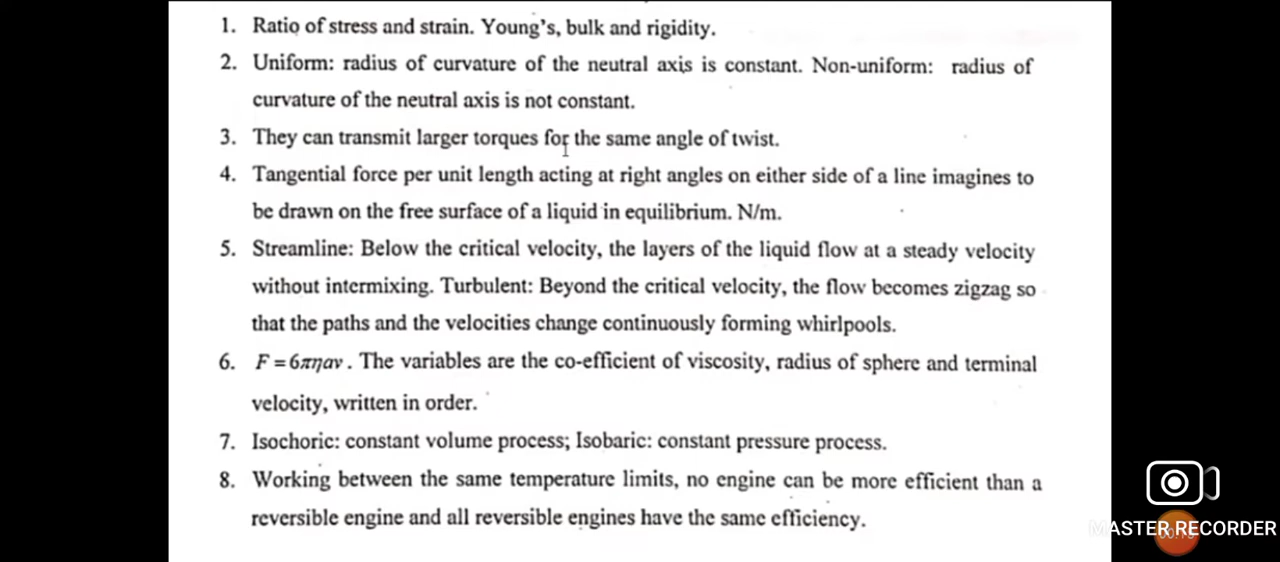 1. Ratio of stress and strain. Young's, bulk and rigidity.
2. Uniform: radius of curvature of the neutral axis is constant. Non-uniform: radius of
curvature of the neutral axis is not constant.
3. They can transmit larger torques for the same angle of twist.
4. Tangential force per unit length acting at right angles on either side of a line imagines to
be drawn on the free surface of a liquid in equilibrium. N/m.
5. Streamline: Below the critical velocity, the layers of the liquid flow at a steady velocity
without intermixing. Turbulent: Beyond the critical velocity, the flow becomes zigzag so
that the paths and the velocities change continuously forming whirlpools.
6. F = 6πηav. The variables are the co-efficient of viscosity, radius of sphere and terminal
velocity, written in order.
7. Isochoric: constant volume process; Isobaric: constant pressure process.
8. Working between the same temperature limits, no engine can be more efficient than a
reversible engine and all reversible engines have the same efficiency.
MASTER RECORDER